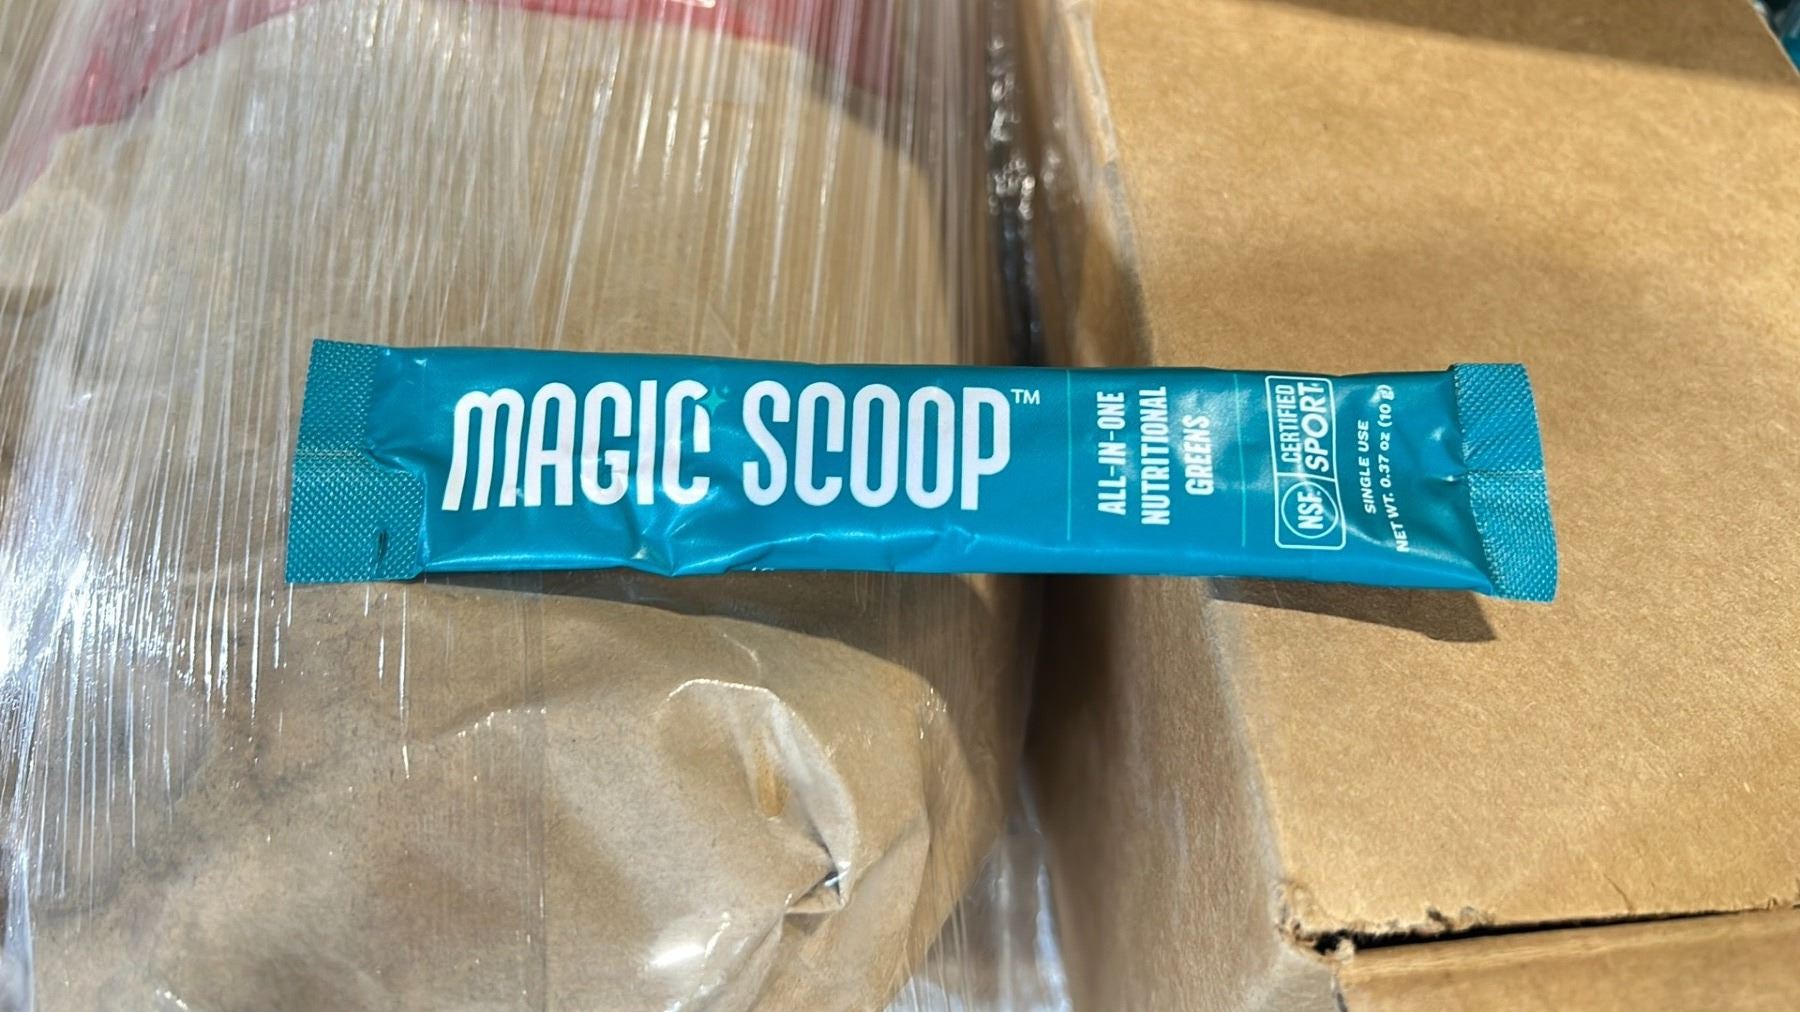 MAGIC SCOOP™
ALL-IN-ONE
NUTRITIONAL
GREENS
NSF
CERTIFIED
SPORT
SINGLE USE
NET WT. 0.37 oz (10 g)